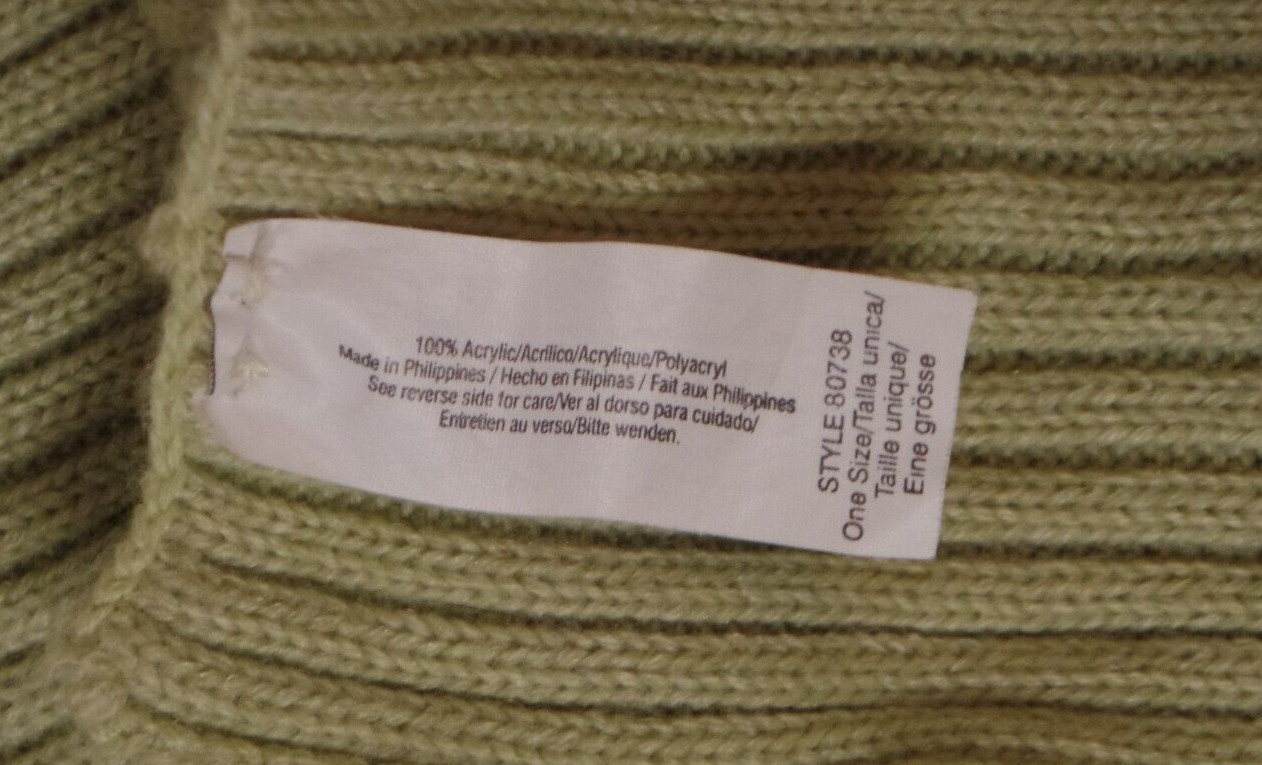 100% Acrylic/Acrílico/Acrylique/Polyacryl
Made in Philippines / Hecho en Filipinas / Fait aux Philippines
See reverse side for care/Ver al dorso para cuidado/
Entretien au verso/Bitte wenden.
STYLE 80738
One Size/Talla unica/
Taille unique/
Eine grösse